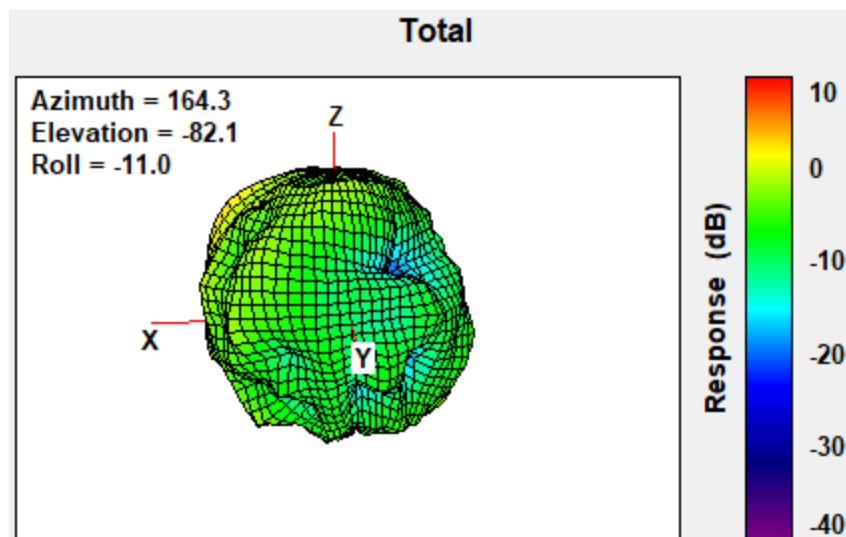 Total
Azimuth = 164.3
Elevation = -82.1
Roll = -11.0
Z
X
Y
Response (dB)
10
0
-10
-20
-30
-40